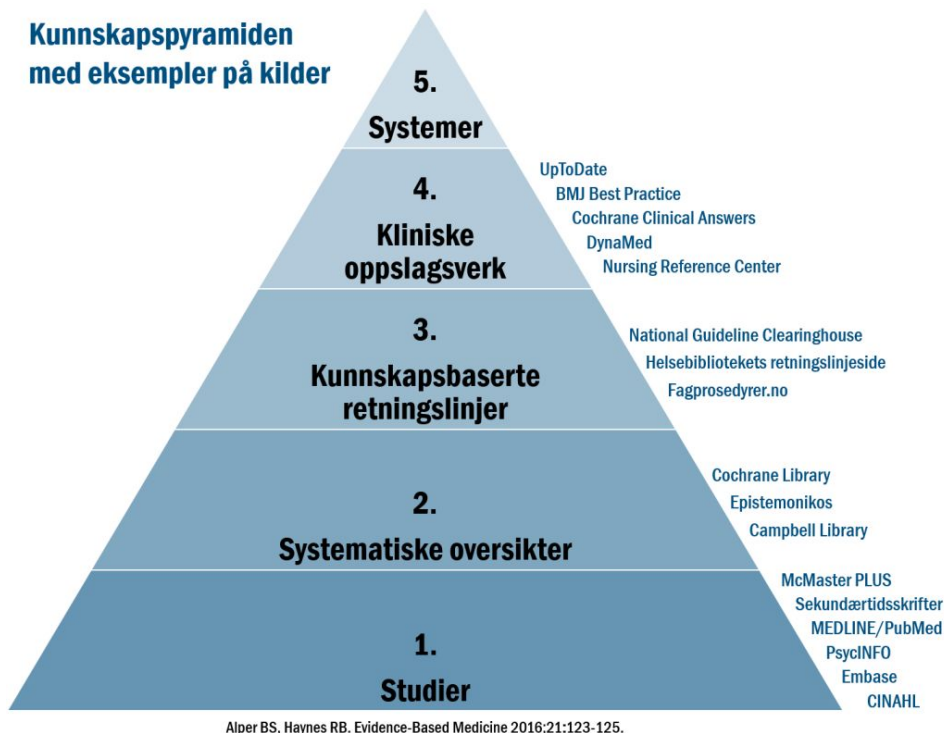 Kunnskapspyramiden
med eksempler på kilder
5.
Systemer
4.
Kliniske
oppslagsverk
UpToDate
BMJ Best Practice
Cochrane Clinical Answers
DynaMed
Nursing Reference Center
3.
Kunnskapsbaserte
retningslinjer
National Guideline Clearinghouse
Helsebibliotekets retningslinjeside
Fagprosedyrer.no
2.
Systematiske oversikter
Cochrane Library
Epistemonikos
Campbell Library
1.
Studier
McMaster PLUS
Sekundærtidsskrifter
MEDLINE/PubMed
PsycINFO
Embase
CINAHL
Alper BS, Haynes RB. Evidence-Based Medicine 2016;21:123-125.